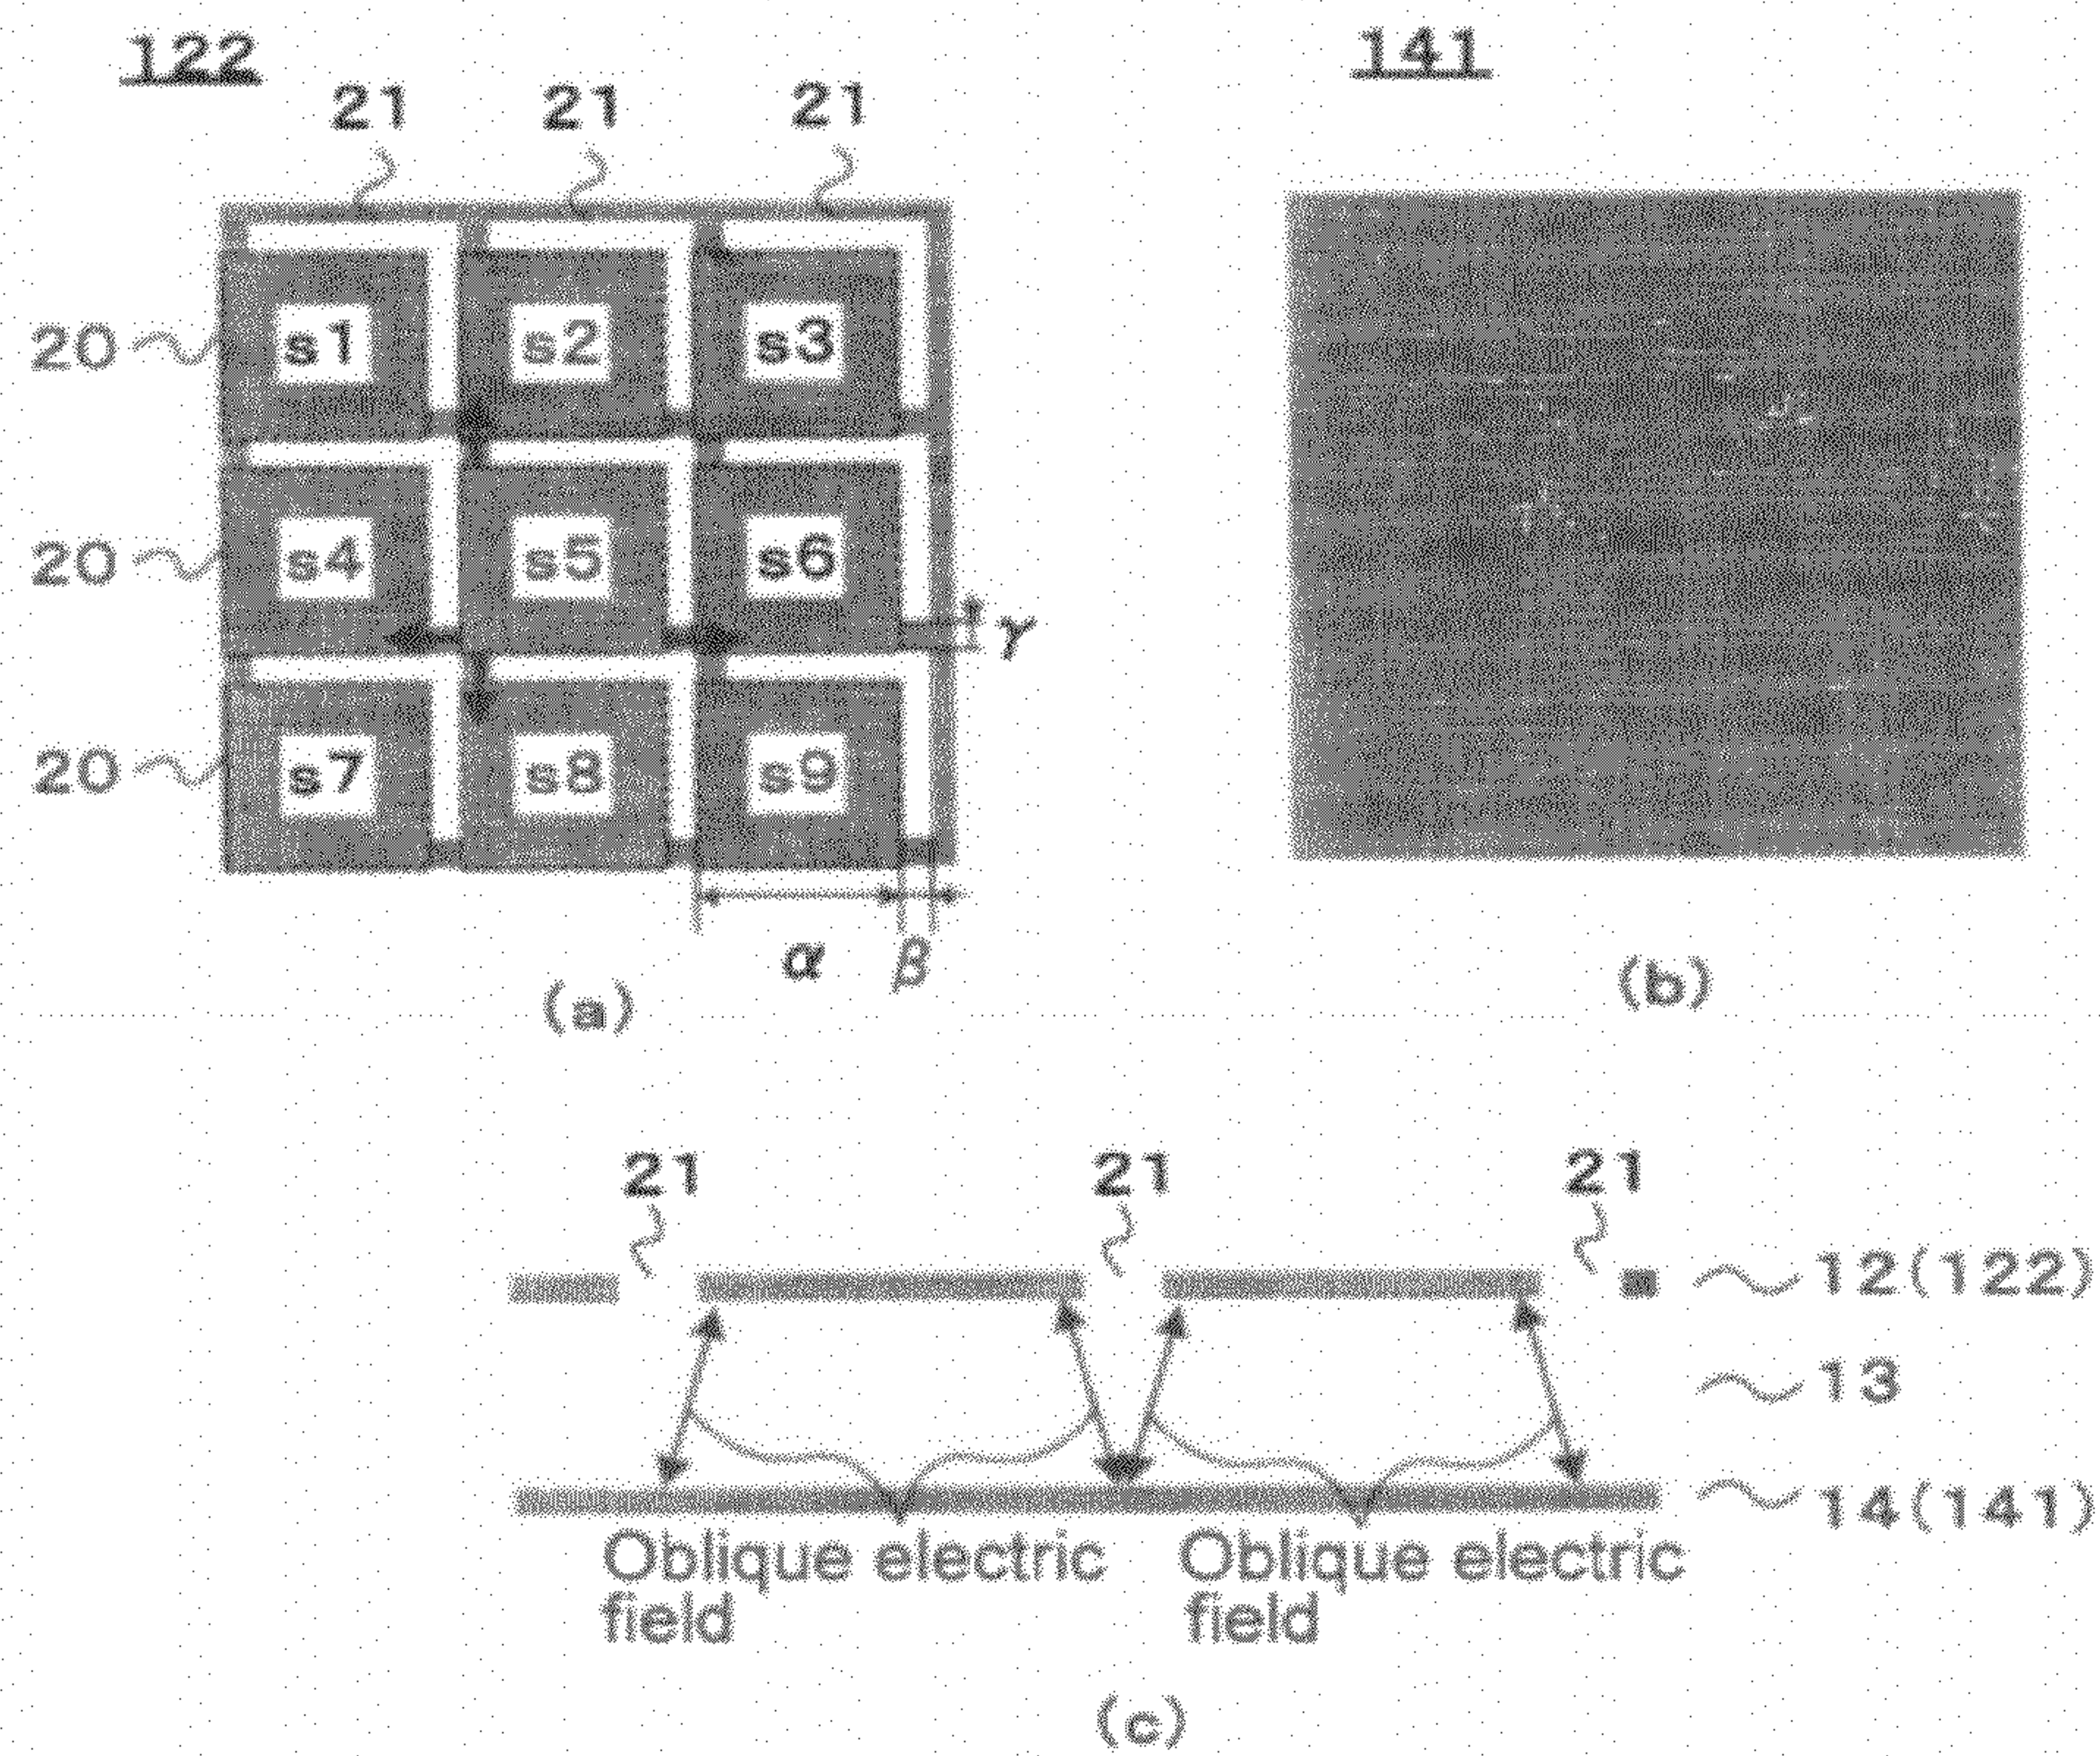 122
141
21 21 21
20 s1 s2 s3
20 s4 s5 s6
γ
20 s7 s8 s9
α β
(a)
(b)
21 21 21
12(122)
13
14(141)
Oblique electric field
Oblique electric field
(c)